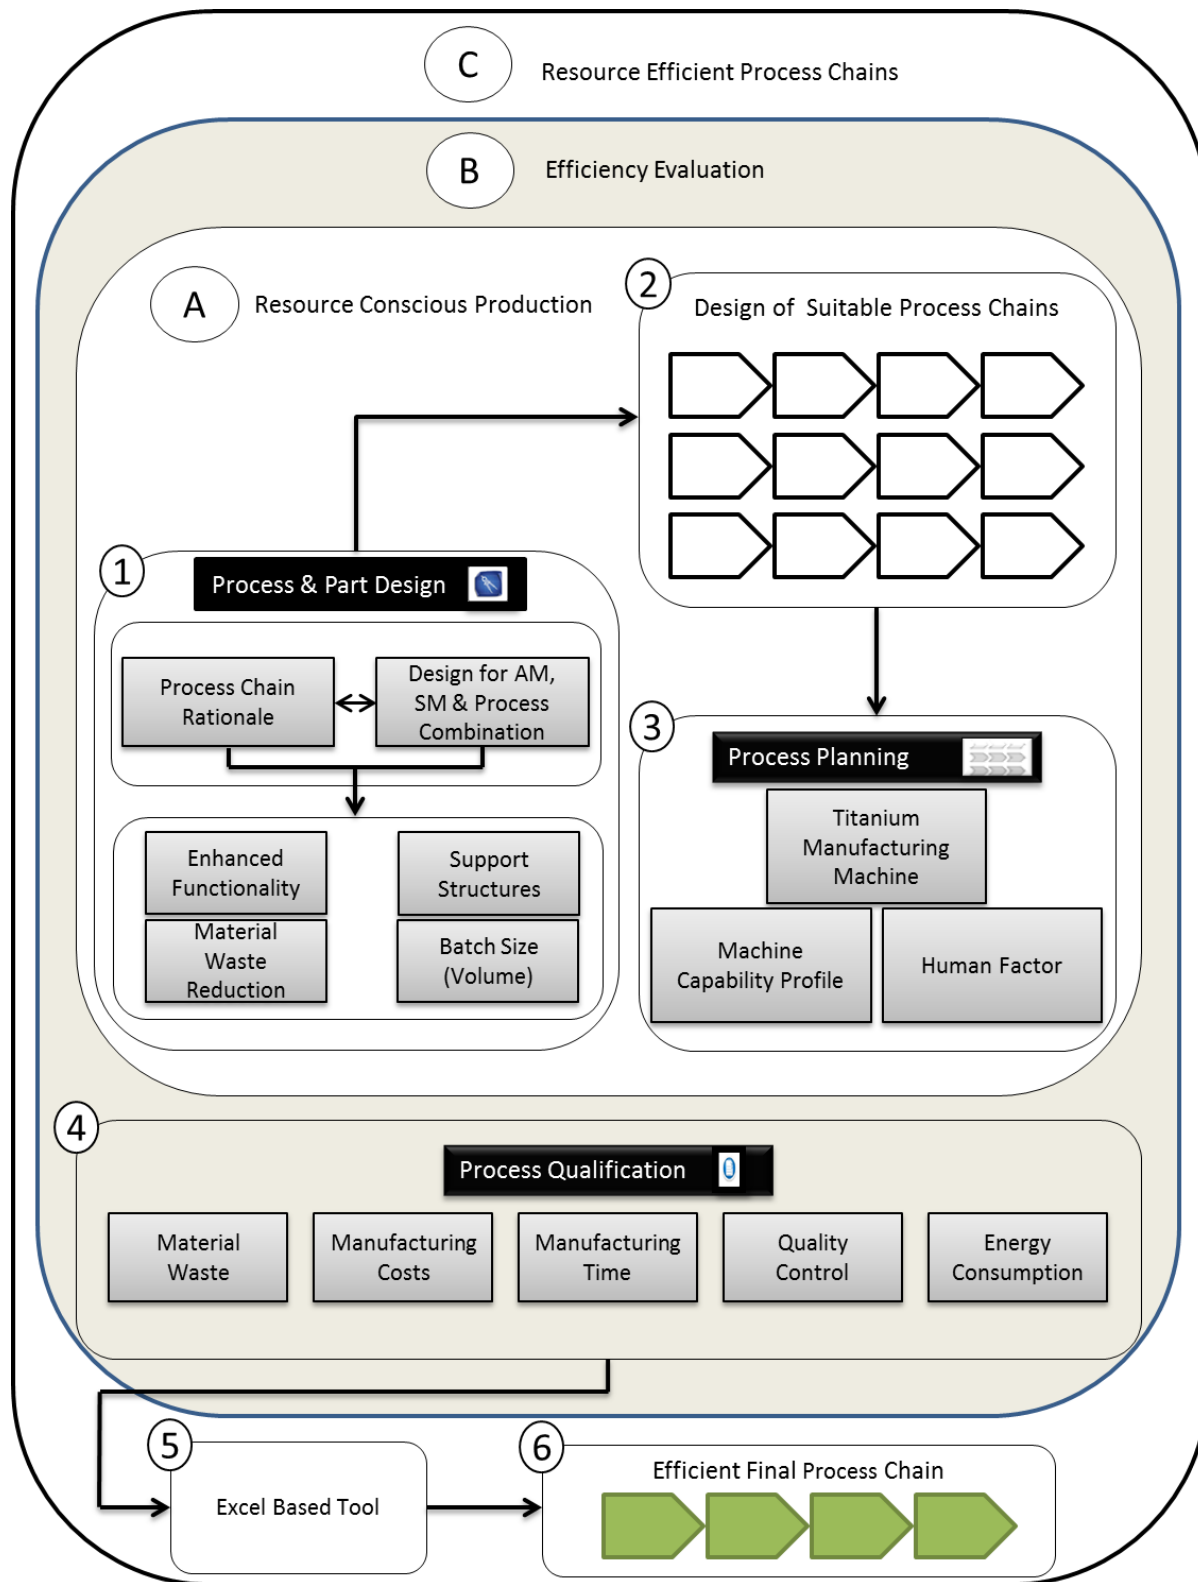 C
Resource Efficient Process Chains
B
Efficiency Evaluation
A
Resource Conscious Production
2
Design of Suitable Process Chains
1
Process & Part Design
Process Chain
Rationale
Design for AM,
SM & Process
Combination
Enhanced
Functionality
Support
Structures
Material
Waste
Reduction
Batch Size
(Volume)
3
Process Planning
Titanium
Manufacturing
Machine
Machine
Capability Profile
Human Factor
4
Process Qualification
Material
Waste
Manufacturing
Costs
Manufacturing
Time
Quality
Control
Energy
Consumption
5
Excel Based Tool
6
Efficient Final Process Chain